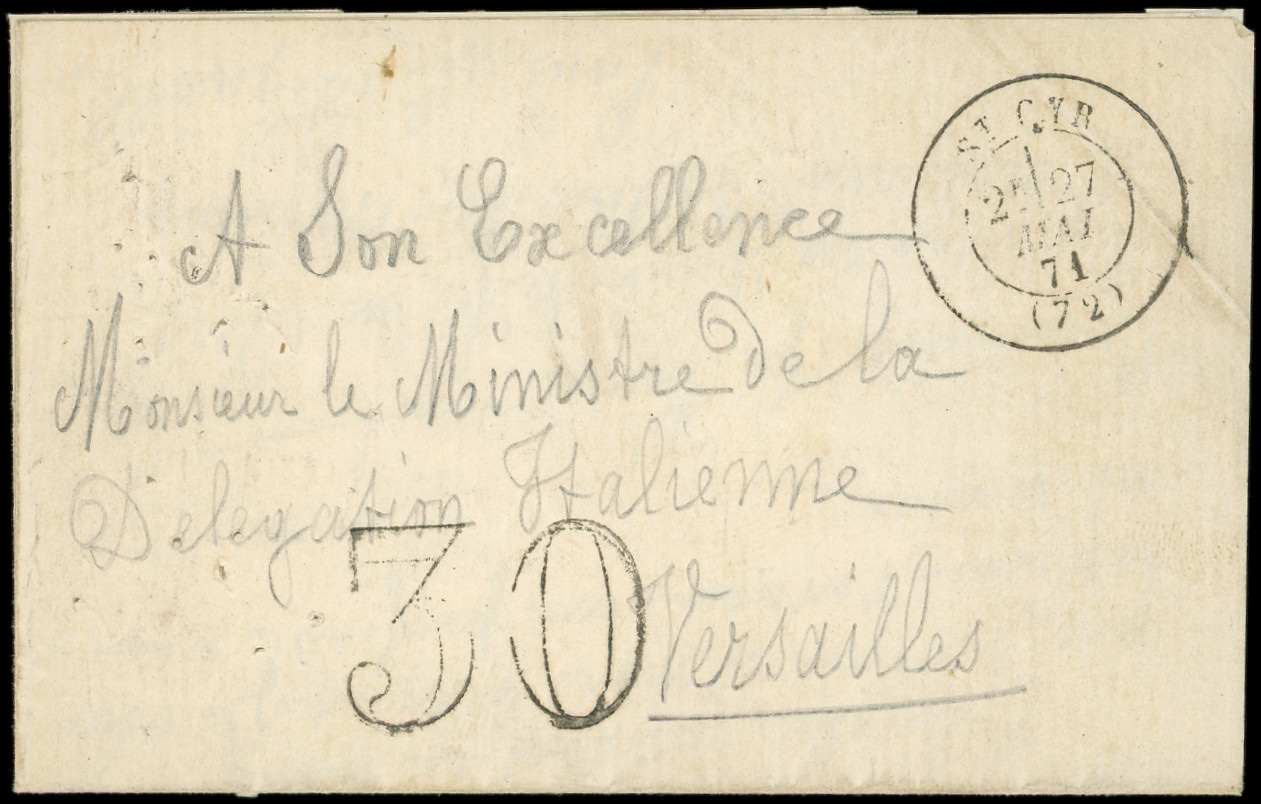 ST CYR
2E 27
MAI
71
(72)
A Son Excellence
Monsieur le Ministre de la
Delegation Italienne
30
Versailles